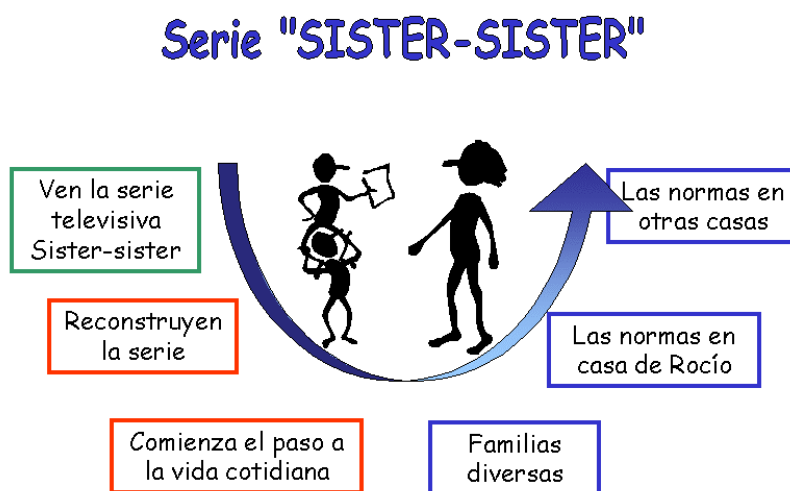 Serie "SISTER-SISTER"
Ven la serie
televisiva
Sister-sister
Reconstruyen
la serie
Comienza el paso a
la vida cotidiana
Familias
diversas
Las normas en
casa de Rocío
Las normas en
otras casas